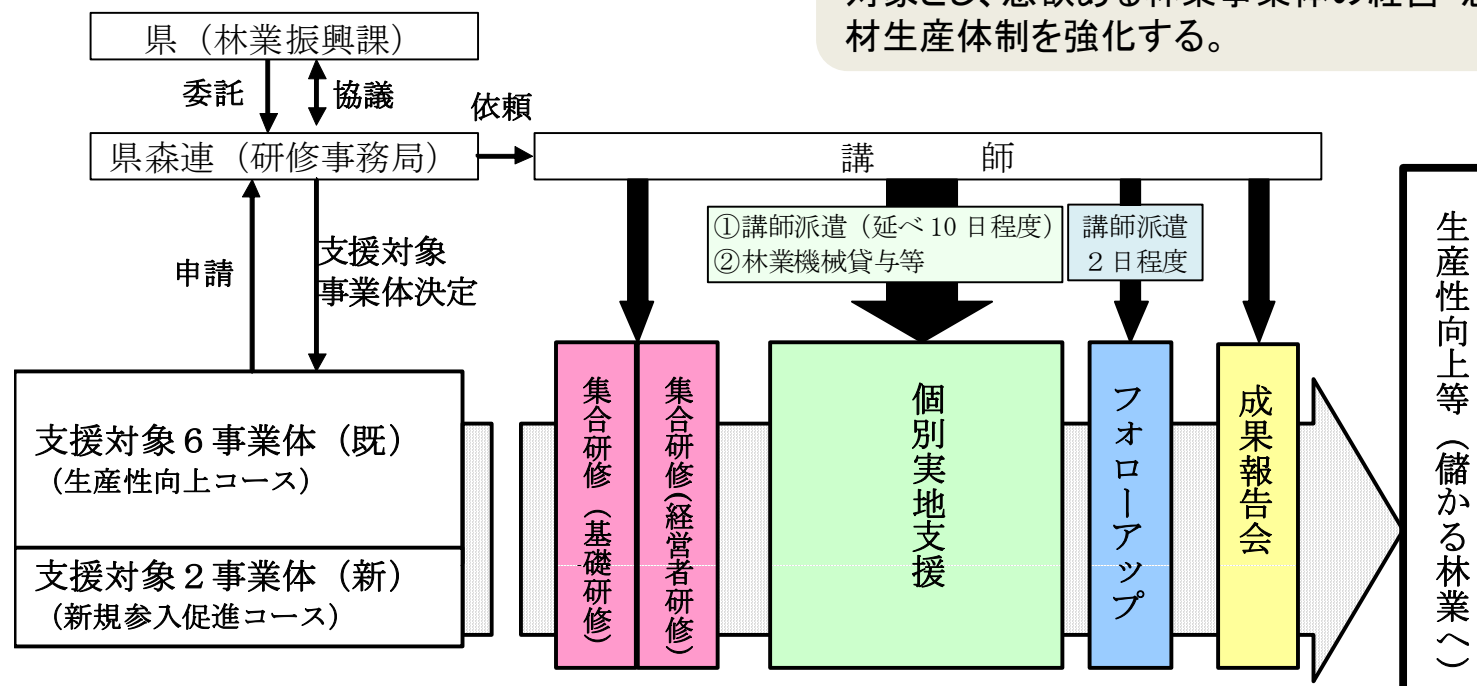 材生産体制を強化する。
県（林業振興課）
委託
協議
依頼
県森連（研修事務局）
講師
①講師派遣（延べ10日程度）
②林業機械貸与等
講師派遣
２日程度
申請
支援対象
事業体決定
支援対象６事業体（既）
（生産性向上コース）
支援対象２事業体（新）
（新規参入促進コース）
集合研修（基礎研修）
集合研修（経営者研修）
個別実地支援
フォローアップ
成果報告会
生産性向上等（儲かる林業へ）